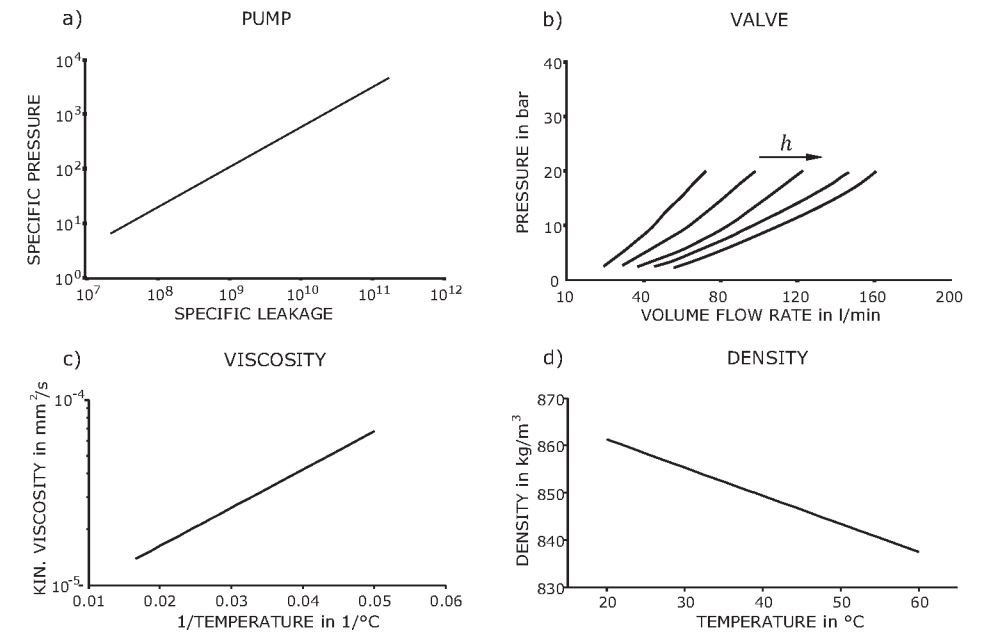 a) PUMP
SPECIFIC PRESSURE
10^4
10^3
10^2
10^1
10^0
10^7 10^8 10^9 10^10 10^11 10^12
SPECIFIC LEAKAGE
b) VALVE
PRESSURE in bar
40
30
20
10
0
h
10 40 80 120 160 200
VOLUME FLOW RATE in l/min
c) VISCOSITY
KIN. VISCOSITY in mm^2/s
10^-4
10^-5
0.01 0.02 0.03 0.04 0.05 0.06
1/TEMPERATURE in 1/°C
d) DENSITY
DENSITY in kg/m^3
870
860
850
840
830
20 30 40 50 60
TEMPERATURE in °C